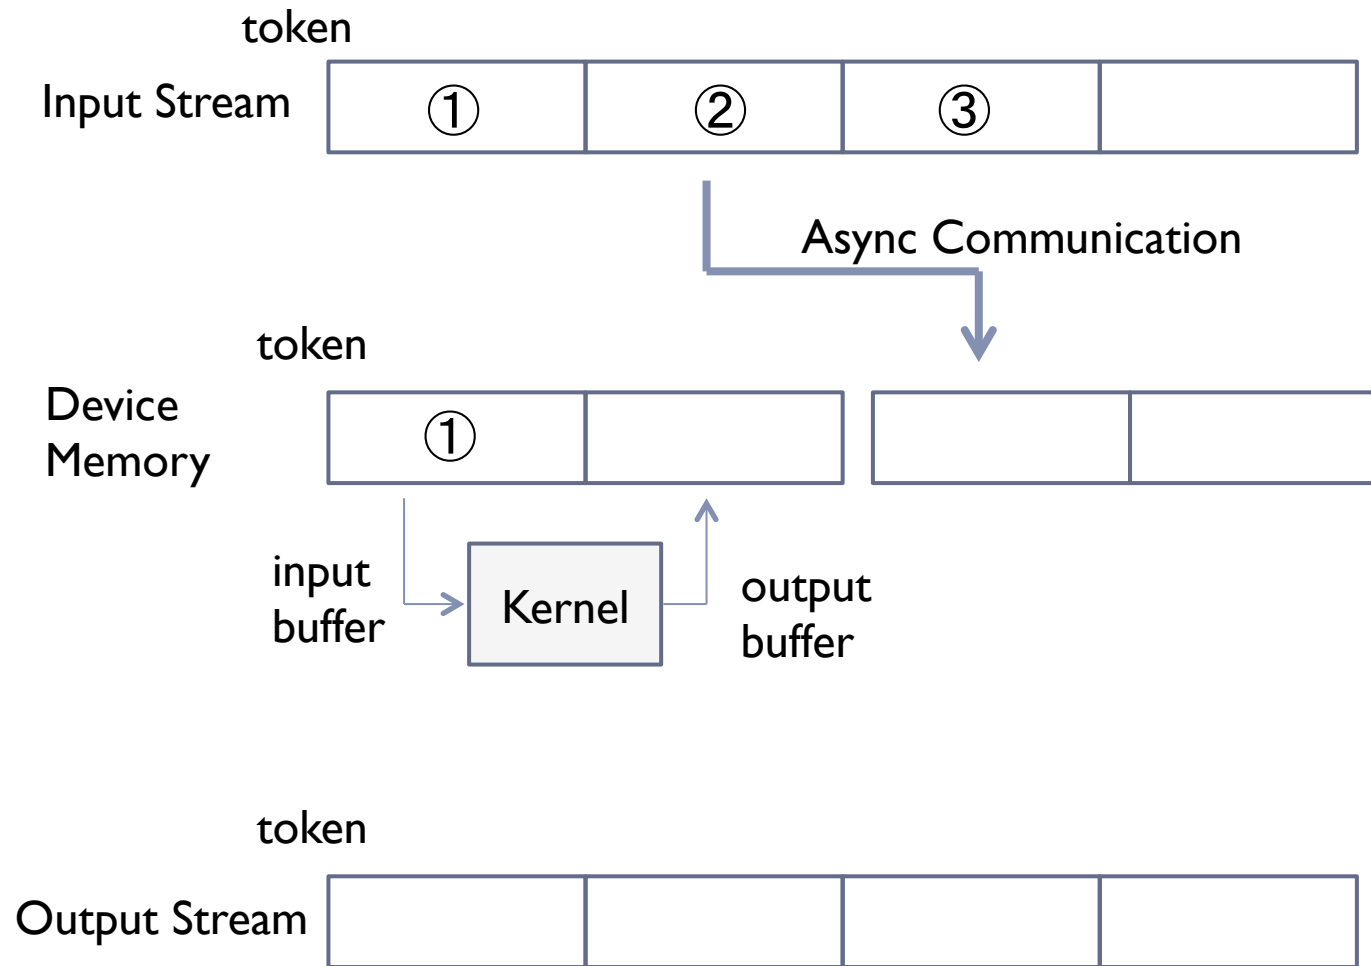 token
Input Stream
① ② ③
Async Communication
token
Device
Memory
①
input
buffer
Kernel
output
buffer
token
Output Stream